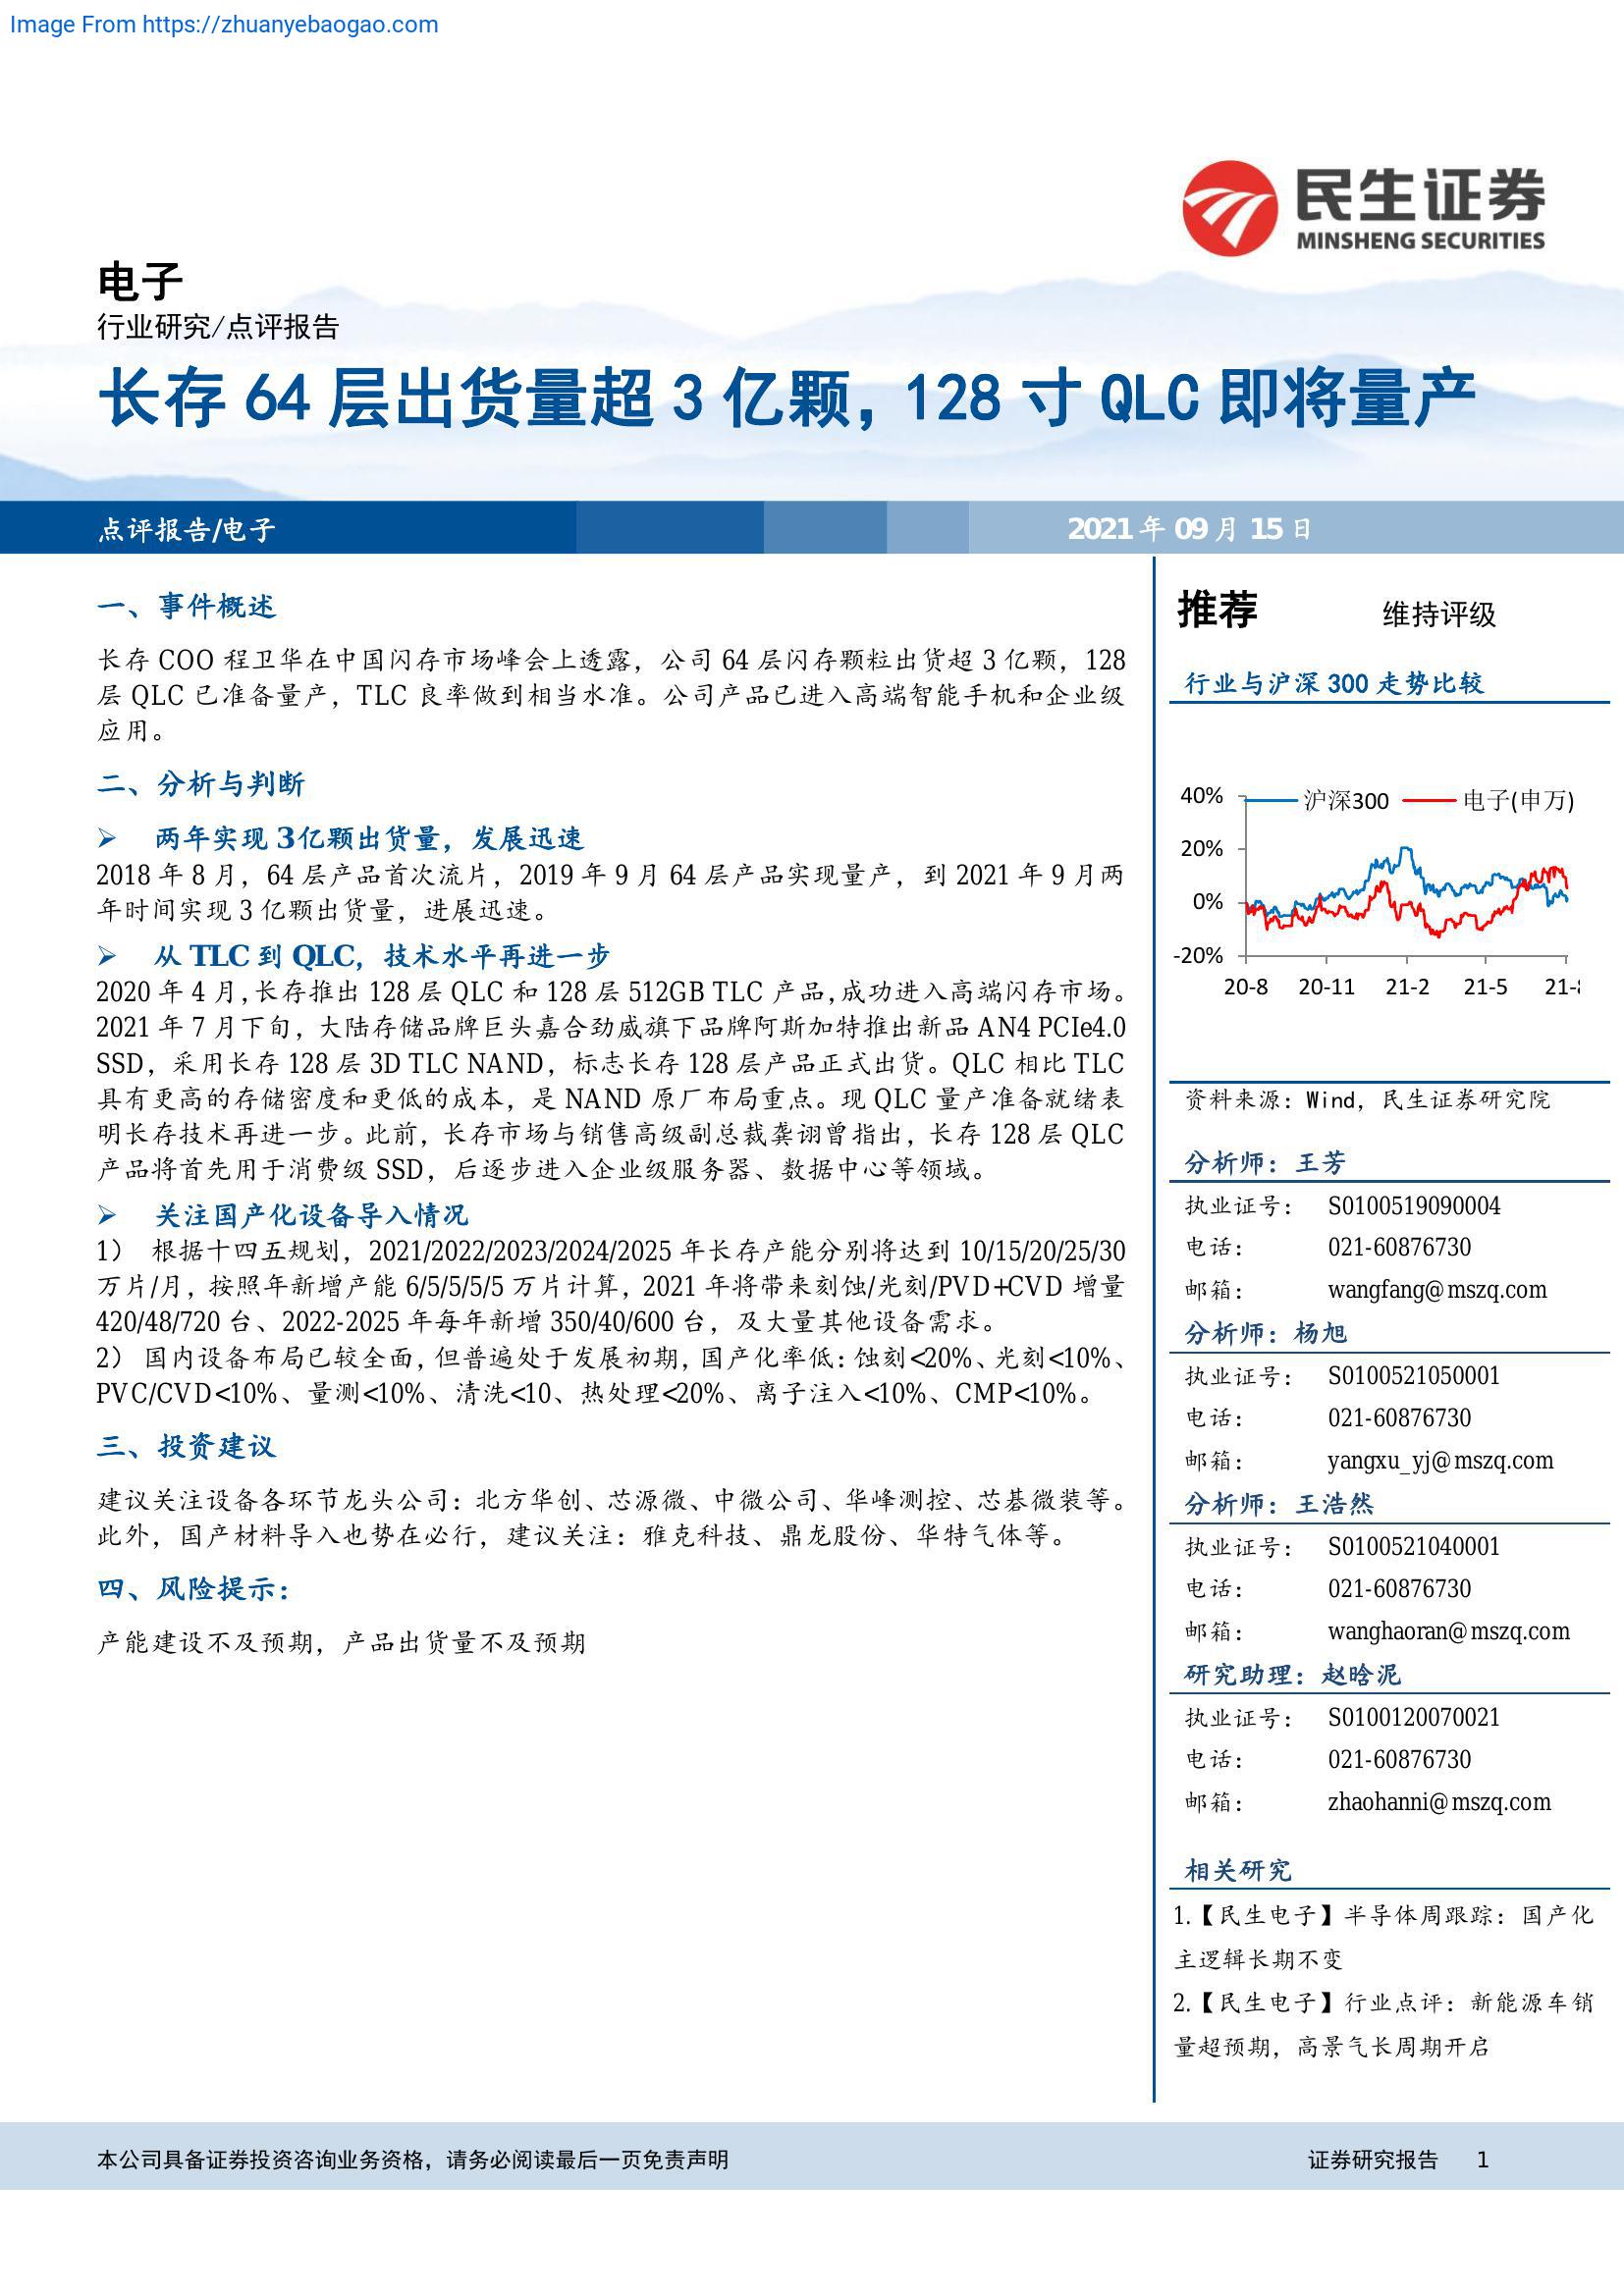 Image From https://zhuanyebaogao.com
民生证券
MINSHENG SECURITIES
电子
行业研究/点评报告
长存 64 层出货量超 3 亿颗，128 寸 QLC 即将量产
点评报告/电子
2021 年 09 月 15 日
一、事件概述
长存 COO 程卫华在中国闪存市场峰会上透露，公司 64 层闪存颗粒出货超 3 亿颗，128
层 QLC 已准备量产，TLC 良率做到相当水准。公司产品已进入高端智能手机和企业级
应用。
二、分析与判断
➢ 两年实现 3亿颗出货量，发展迅速
2018 年 8 月，64 层产品首次流片，2019 年 9 月 64 层产品实现量产，到 2021 年 9 月两
年时间实现 3 亿颗出货量，进展迅速。
➢ 从 TLC 到 QLC，技术水平再进一步
2020 年 4 月，长存推出 128 层 QLC 和 128 层 512GB TLC 产品，成功进入高端闪存市场。
2021 年 7 月下旬，大陆存储品牌巨头嘉合劲威旗下品牌阿斯加特推出新品 AN4 PCIe4.0
SSD，采用长存 128 层 3D TLC NAND，标志长存 128 层产品正式出货。QLC 相比 TLC
具有更高的存储密度和更低的成本，是 NAND 原厂布局重点。现 QLC 量产准备就绪表
明长存技术再进一步。此前，长存市场与销售高级副总裁龚诩曾指出，长存 128 层 QLC
产品将首先用于消费级 SSD，后逐步进入企业级服务器、数据中心等领域。
➢ 关注国产化设备导入情况
1） 根据十四五规划，2021/2022/2023/2024/2025 年长存产能分别将达到 10/15/20/25/30
万片/月，按照年新增产能 6/5/5/5/5 万片计算，2021 年将带来刻蚀/光刻/PVD+CVD 增量
420/48/720 台、2022-2025 年每年新增 350/40/600 台，及大量其他设备需求。
2） 国内设备布局已较全面，但普遍处于发展初期，国产化率低：蚀刻<20%、光刻<10%、
PVC/CVD<10%、量测<10%、清洗<10、热处理<20%、离子注入<10%、CMP<10%。
三、投资建议
建议关注设备各环节龙头公司：北方华创、芯源微、中微公司、华峰测控、芯碁微装等。
此外，国产材料导入也势在必行，建议关注：雅克科技、鼎龙股份、华特气体等。
四、风险提示：
产能建设不及预期，产品出货量不及预期
推荐 维持评级
行业与沪深 300 走势比较
沪深300 电子(申万)
40%
20%
0%
-20%
20-8 20-11 21-2 21-5 21-8
资料来源：Wind，民生证券研究院
分析师：王芳
执业证号： S0100519090004
电话： 021-60876730
邮箱： wangfang@mszq.com
分析师：杨旭
执业证号： S0100521050001
电话： 021-60876730
邮箱： yangxu_yj@mszq.com
分析师：王浩然
执业证号： S0100521040001
电话： 021-60876730
邮箱： wanghaoran@mszq.com
研究助理：赵晗泥
执业证号： S0100120070021
电话： 021-60876730
邮箱： zhaohanni@mszq.com
相关研究
1.【民生电子】半导体周跟踪：国产化
主逻辑长期不变
2.【民生电子】行业点评：新能源车销
量超预期，高景气长周期开启
本公司具备证券投资咨询业务资格，请务必阅读最后一页免责声明
证券研究报告 1